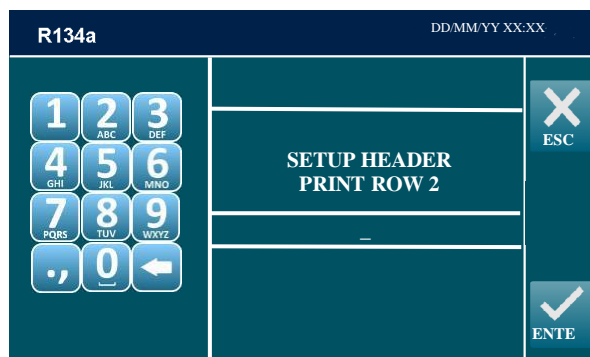 R134a
DD/MM/YY XX:XX
1 2 3
ABC DEF
4 5 6
GHI JKL MNO
7 8 9
PQRS TUV WXYZ
., 0
SETUP HEADER
PRINT ROW 2
_
ESC
ENTE